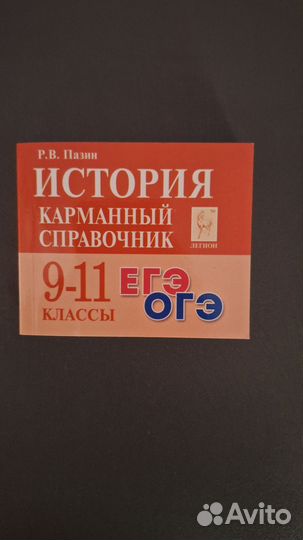 Р.В. Пазин
ИСТОРИЯ
КАРМАННЫЙ
СПРАВОЧНИК
ЛЕГИОН
9-11 ЕГЭ
КЛАССЫ ОГЭ
Avito